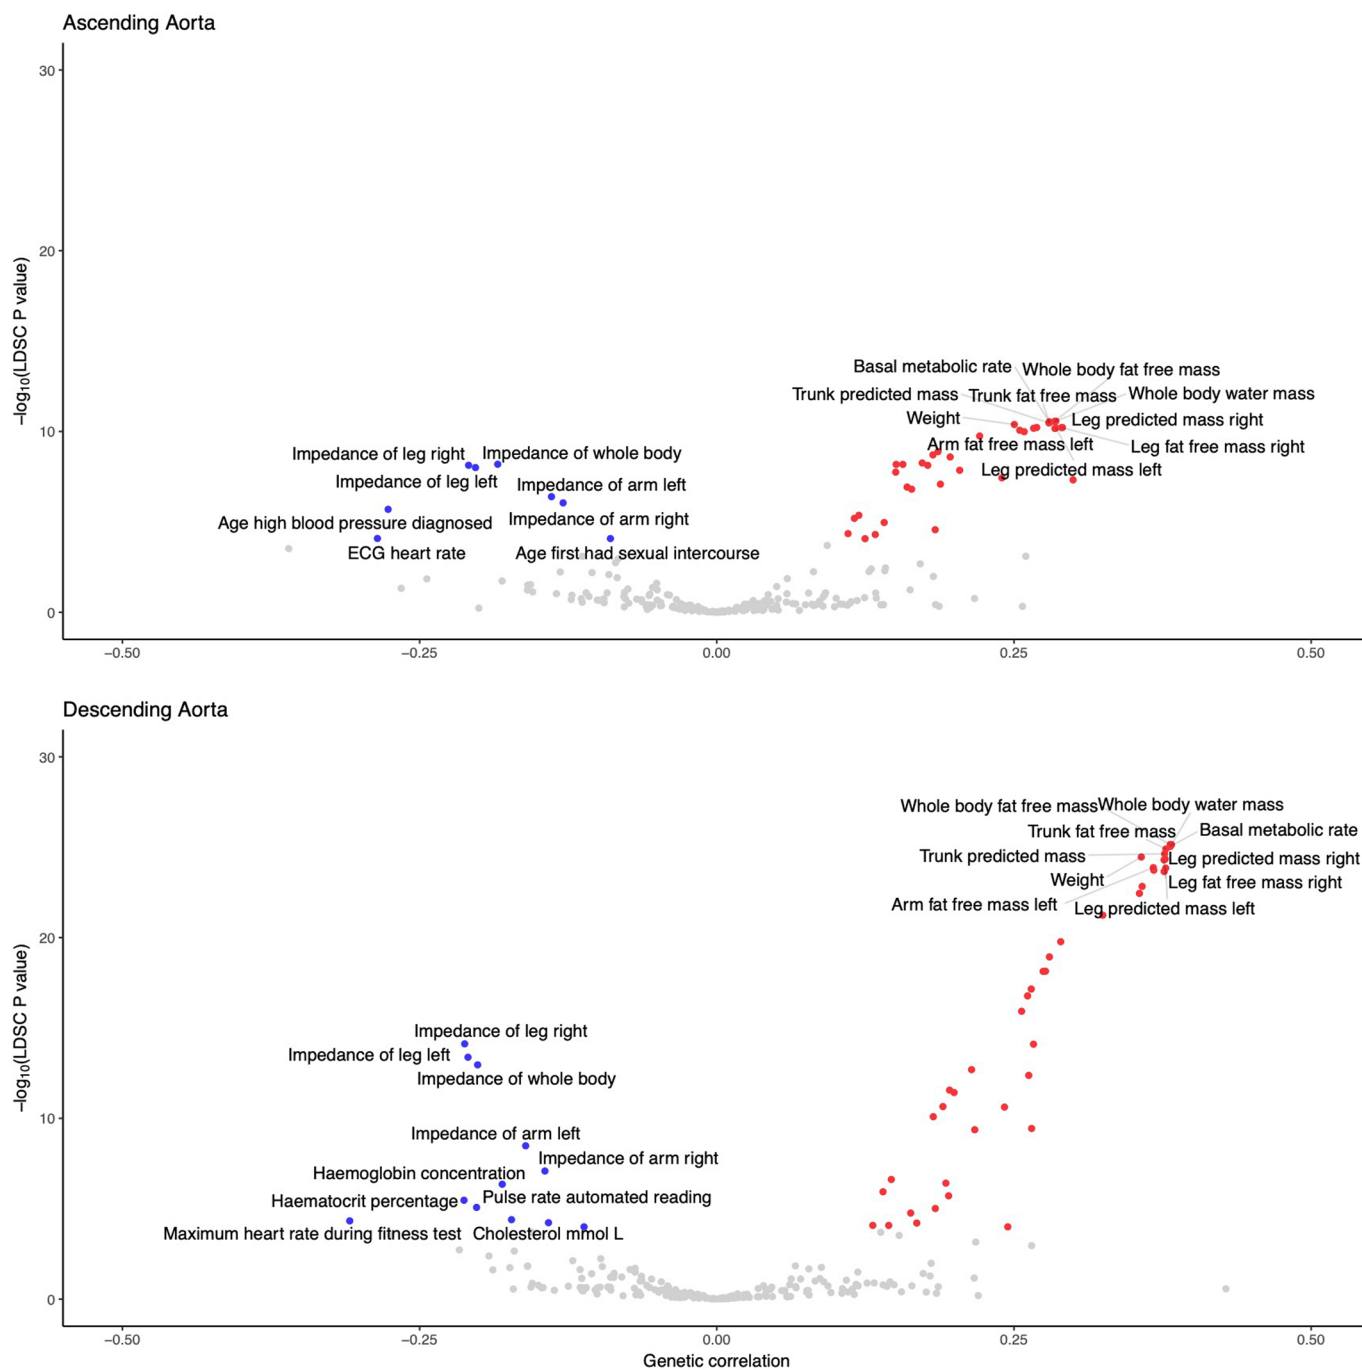 Ascending Aorta
30
20
10
0
−log10(LDSC P value)
Basal metabolic rate
Whole body fat free mass
Trunk predicted mass
Trunk fat free mass
Whole body water mass
Weight
Leg predicted mass right
Arm fat free mass left
Leg fat free mass right
Leg predicted mass left
Impedance of leg right
Impedance of whole body
Impedance of leg left
Impedance of arm left
Age high blood pressure diagnosed
Impedance of arm right
ECG heart rate
Age first had sexual intercourse
−0.50
−0.25
0.00
0.25
0.50
Descending Aorta
30
20
10
0
−log10(LDSC P value)
Whole body fat free mass
Whole body water mass
Trunk fat free mass
Basal metabolic rate
Trunk predicted mass
Leg predicted mass right
Weight
Leg fat free mass right
Arm fat free mass left
Leg predicted mass left
Impedance of leg right
Impedance of leg left
Impedance of whole body
Impedance of arm left
Impedance of arm right
Haemoglobin concentration
Haematocrit percentage
Pulse rate automated reading
Maximum heart rate during fitness test
Cholesterol mmol L
−0.50
−0.25
0.00
0.25
0.50
Genetic correlation